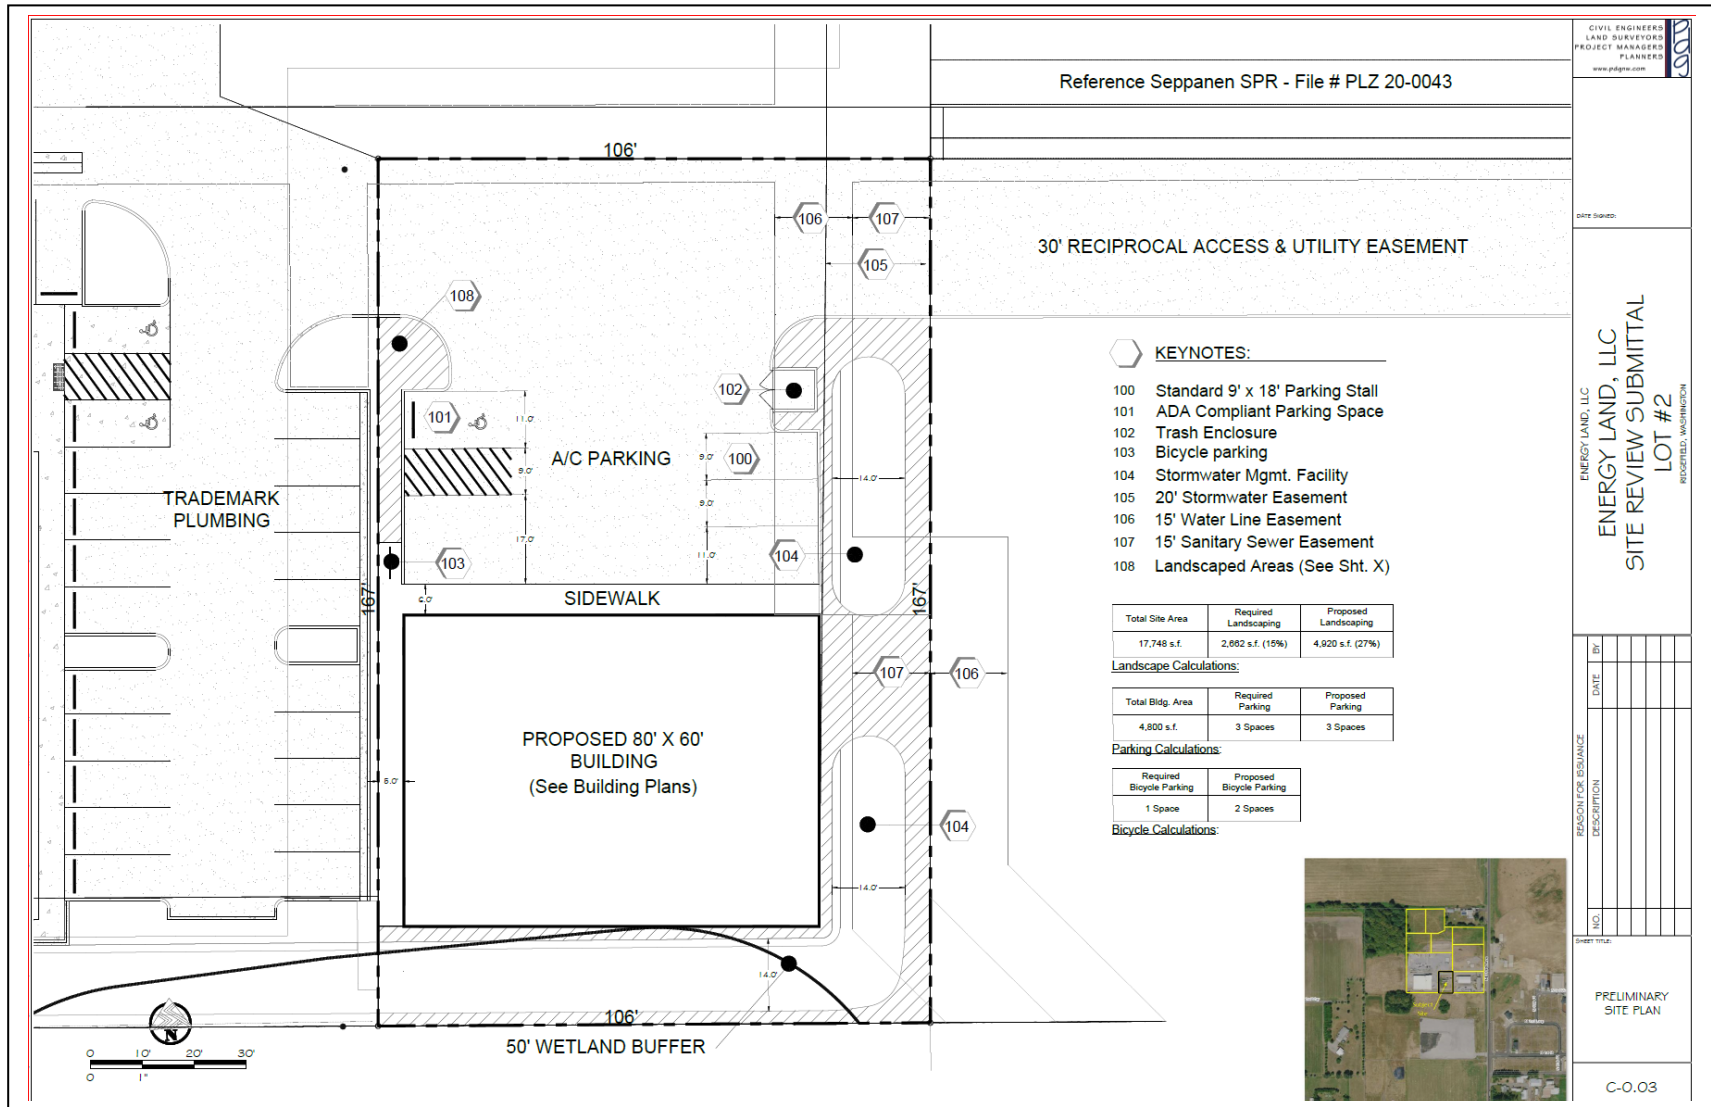 CIVIL ENGINEERS
LAND SURVEYORS
PROJECT MANAGERS
PLANNERS
www.pdgnw.com
pdg
Reference Seppanen SPR - File # PLZ 20-0043
106'
DATE SIGNED:
106
107
105
30' RECIPROCAL ACCESS & UTILITY EASEMENT
108
KEYNOTES:
100 Standard 9' x 18' Parking Stall
101 ADA Compliant Parking Space
102 Trash Enclosure
103 Bicycle parking
104 Stormwater Mgmt. Facility
105 20' Stormwater Easement
106 15' Water Line Easement
107 15' Sanitary Sewer Easement
108 Landscaped Areas (See Sht. X)
102
101
11.0'
A/C PARKING
9.0'
9.0'
100
14.0'
9.0'
TRADEMARK
PLUMBING
17.0'
11.0'
104
103
167'
6.0'
SIDEWALK
167'
Total Site Area
Required
Landscaping
Proposed
Landscaping
17,748 s.f.
2,662 s.f. (15%)
4,920 s.f. (27%)
Landscape Calculations:
107
106
Total Bldg. Area
Required
Parking
Proposed
Parking
4,800 s.f.
3 Spaces
3 Spaces
Parking Calculations:
PROPOSED 80' X 60'
BUILDING
(See Building Plans)
5.0'
Required
Bicycle Parking
Proposed
Bicycle Parking
1 Space
2 Spaces
Bicycle Calculations:
104
14.0'
14.0'
106'
50' WETLAND BUFFER
N
0 10' 20' 30'
0 1"
ENERGY LAND, LLC
ENERGY LAND, LLC
SITE REVIEW SUBMITTAL
LOT #2
RIDGEFIELD, WASHINGTON
REASON FOR ISSUANCE
NO.
DESCRIPTION
DATE
BY
SHEET TITLE:
PRELIMINARY
SITE PLAN
C-0.03